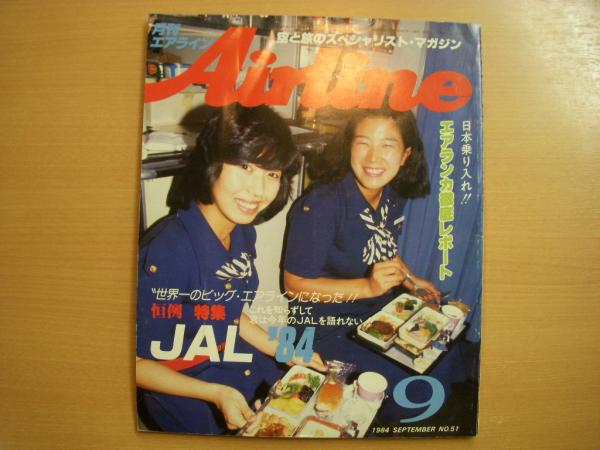 月刊
エアライン
空と旅のスペシャリスト・マガジン
Airline
日本乗り入れ!!
エアランカ徹底レポート
"世界一のビッグ・エアラインになった!!
恒例 特集
これを知らずして
君は今年のJALを語れない
JAL '84
9
1984 SEPTEMBER NO.51